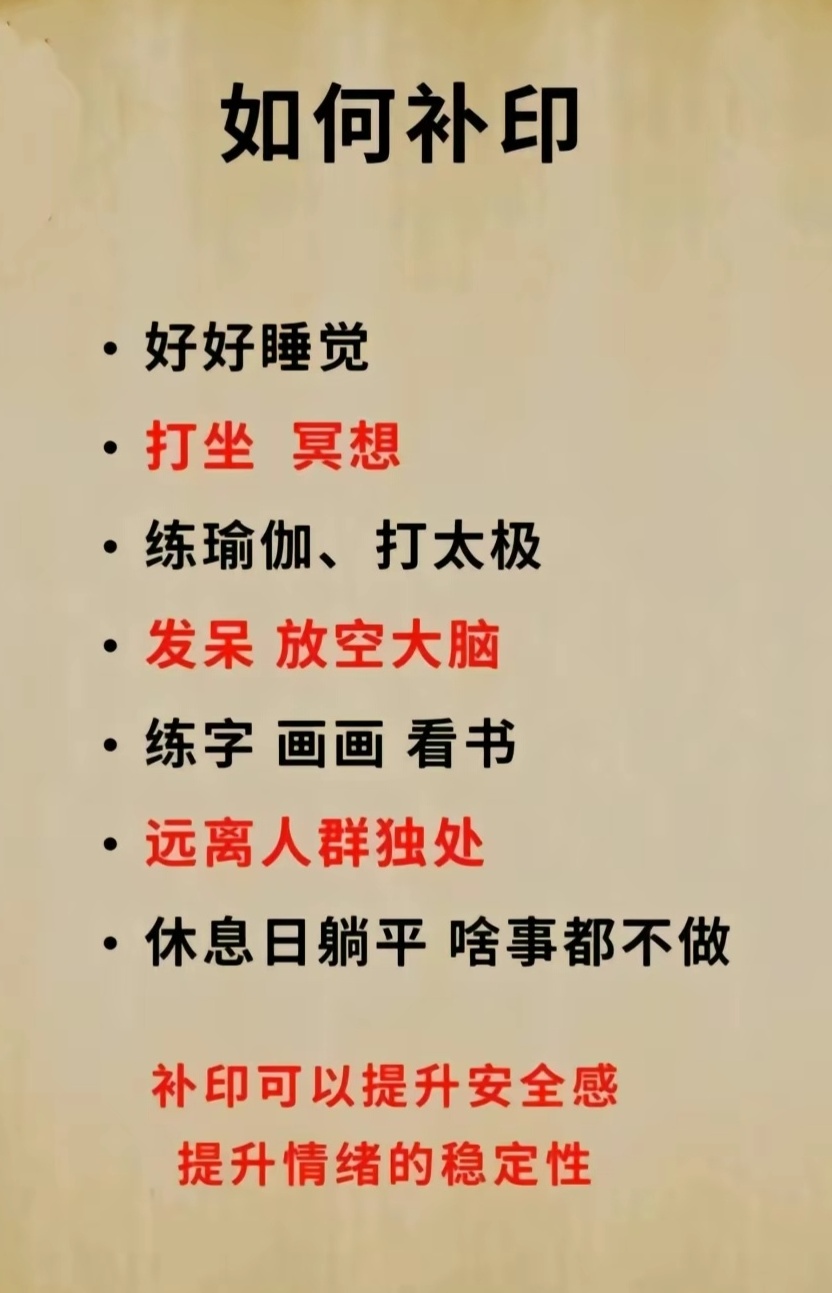 如何补印
• 好好睡觉
• 打坐 冥想
• 练瑜伽、打太极
• 发呆 放空大脑
• 练字 画画 看书
• 远离人群独处
• 休息日躺平 啥事都不做
补印可以提升安全感
提升情绪的稳定性